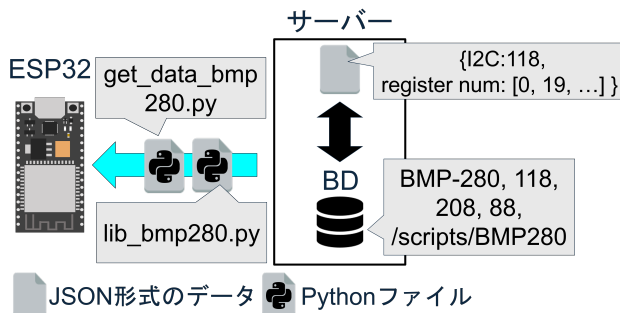 サーバー
ESP32
get_data_bmp
280.py
{I2C:118,
register num: [0, 19, …] }
BD
BMP-280, 118,
208, 88,
/scripts/BMP280
lib_bmp280.py
JSON形式のデータ
Pythonファイル